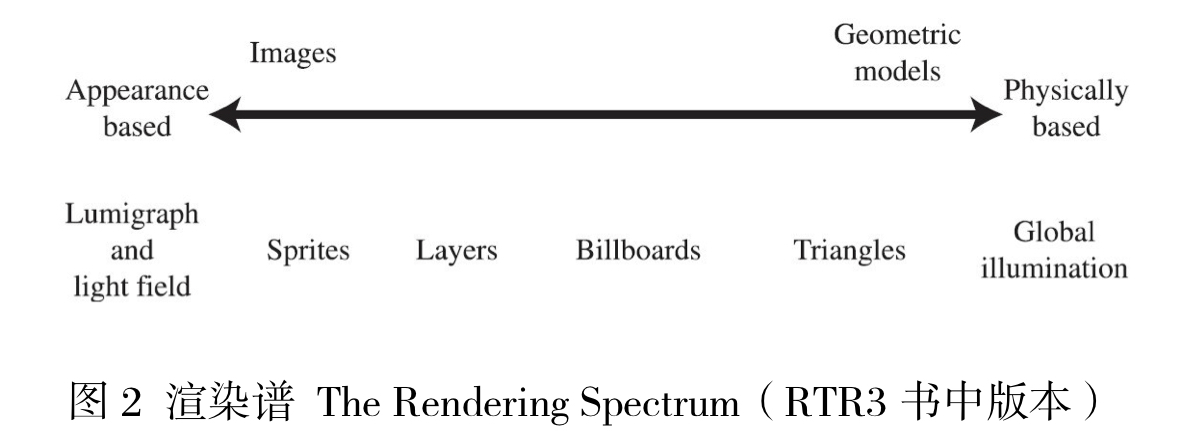 Images
Geometric
models
Appearance
based
Physically
based
Lumigraph
and
light field
Sprites
Layers
Billboards
Triangles
Global
illumination
图 2 渲染谱 The Rendering Spectrum（RTR3 书中版本）